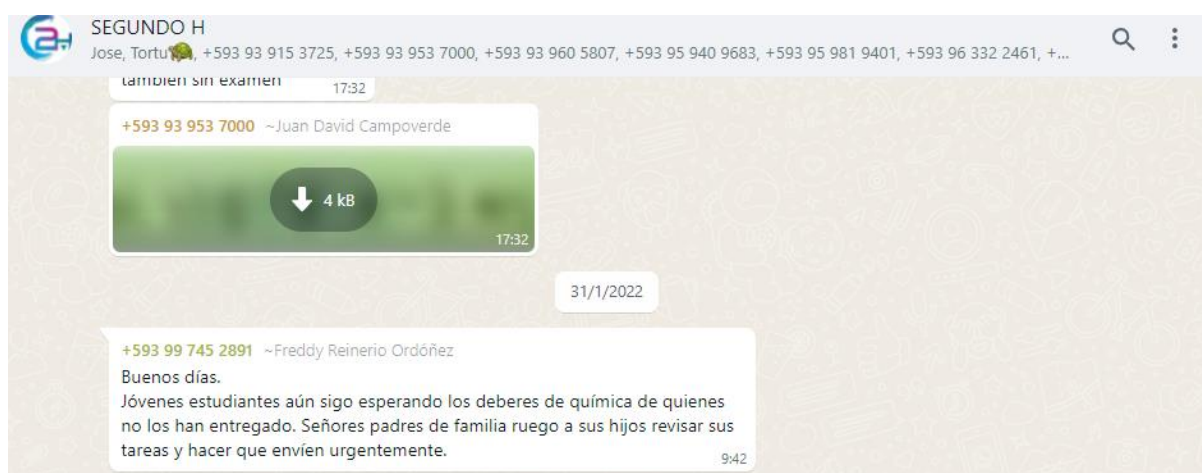 SEGUNDO H
Jose, Tortu🐢, +593 93 915 3725, +593 93 953 7000, +593 93 960 5807, +593 95 940 9683, +593 95 981 9401, +593 96 332 2461, +...
también sin examen 17:32
+593 93 953 7000 ~Juan David Campoverde
4 kB
17:32
31/1/2022
+593 99 745 2891 ~Freddy Reinerio Ordóñez
Buenos días.
Jóvenes estudiantes aún sigo esperando los deberes de química de quienes
no los han entregado. Señores padres de familia ruego a sus hijos revisar sus
tareas y hacer que envíen urgentemente.
9:42